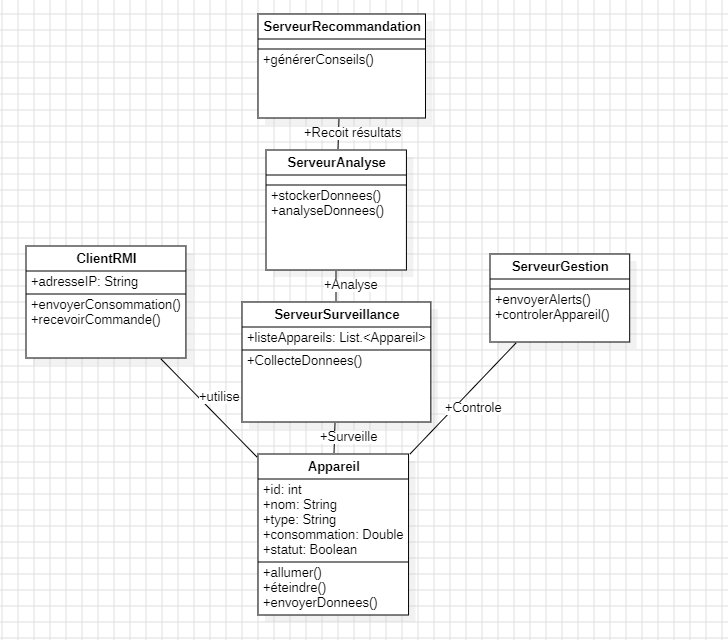 ServeurRecommandation
+générerConseils()
+Recoit résultats
ServeurAnalyse
+stockerDonnees()
+analyseDonnees()
+Analyse
ClientRMI
+adresseIP: String
+envoyerConsommation()
+recevoirCommande()
ServeurSurveillance
+listeAppareils: List.<Appareil>
+CollecteDonnees()
ServeurGestion
+envoyerAlerts()
+controlerAppareil()
+utilise
+Surveille
+Controle
Appareil
+id: int
+nom: String
+type: String
+consommation: Double
+statut: Boolean
+allumer()
+éteindre()
+envoyerDonnees()